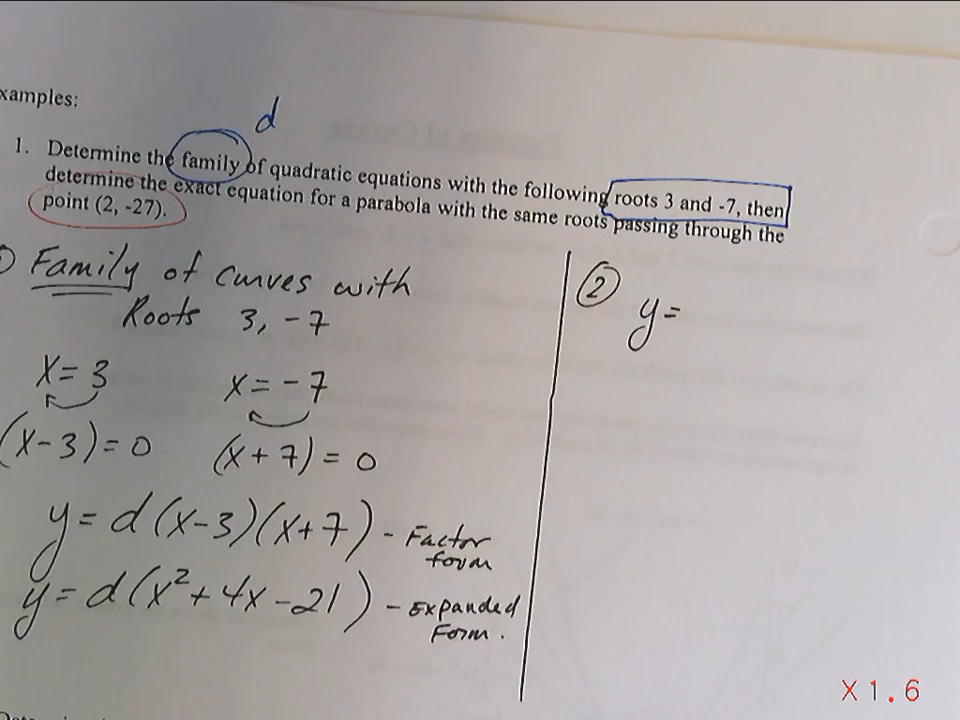 xamples:
d
1. Determine the family of quadratic equations with the following roots 3 and -7, then
determine the exact equation for a parabola with the same roots passing through the
point (2, -27).
Family of curves with
Roots 3, -7
x = 3 x = -7
(x-3) = 0 (x+7) = 0
y = d(x-3)(x+7) - Factor
form
y = d(x²+4x-21) - Expanded
Form.
② y=
X1.6